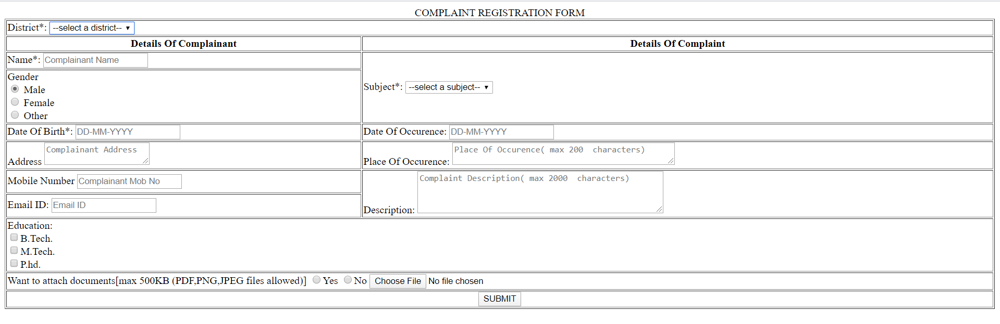 COMPLAINT REGISTRATION FORM
District*: --select a district--
Details Of Complainant
Details Of Complaint
Name*: Complainant Name
Gender
Male
Female
Other
Subject*: --select a subject--
Date Of Birth*: DD-MM-YYYY
Date Of Occurence: DD-MM-YYYY
Address Complainant Address
Place Of Occurence: Place Of Occurence( max 200  characters)
Mobile Number Complainant Mob No
Email ID: Email ID
Description: Complaint Description( max 2000  characters)
Education:
B.Tech.
M.Tech.
P.hd.
Want to attach documents[max 500KB (PDF,PNG,JPEG files allowed)] Yes No Choose File No file chosen
SUBMIT